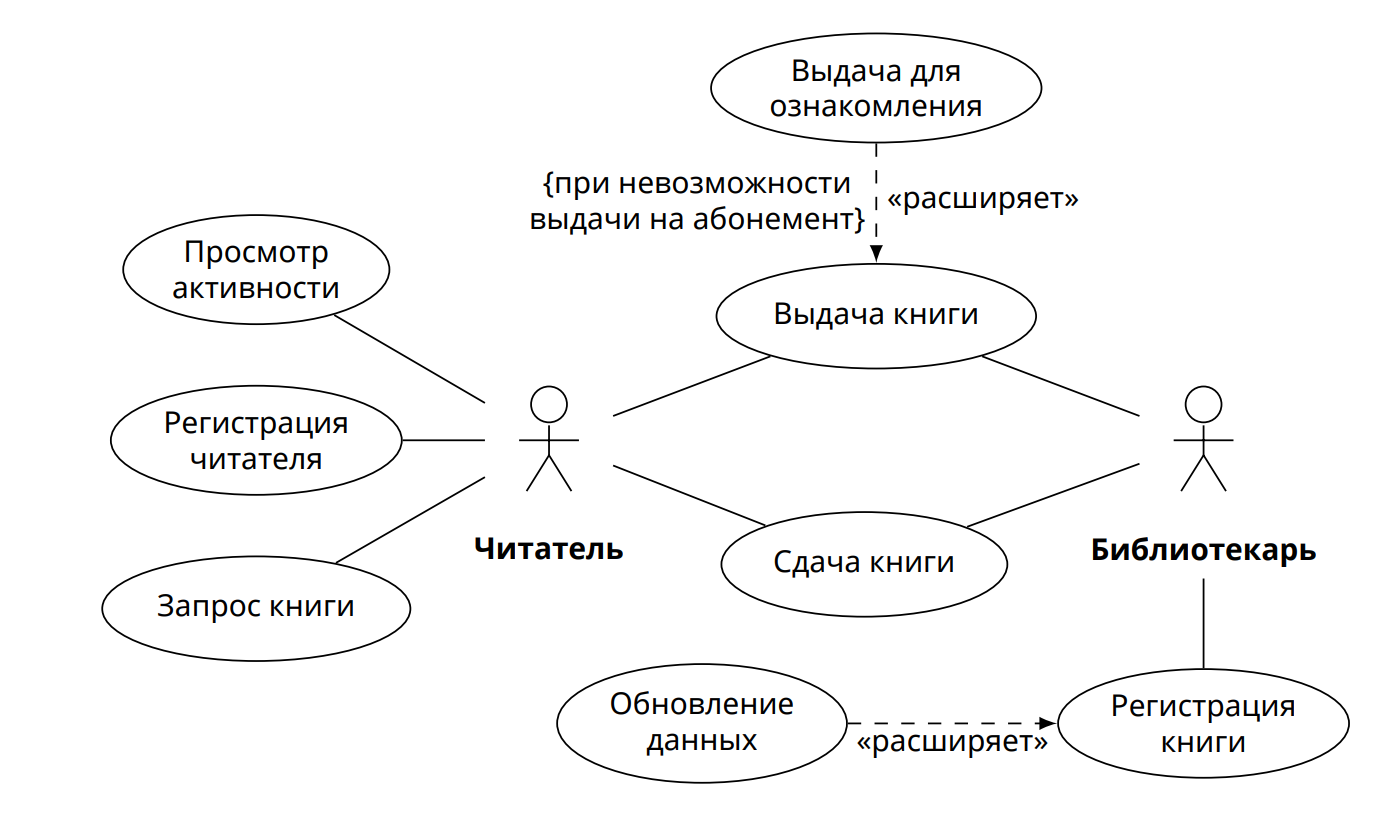 Выдача для
ознакомления
{при невозможности
выдачи на абонемент}
«расширяет»
Просмотр
активности
Выдача книги
Регистрация
читателя
Читатель
Библиотекарь
Сдача книги
Запрос книги
Обновление
данных
«расширяет»
Регистрация
книги